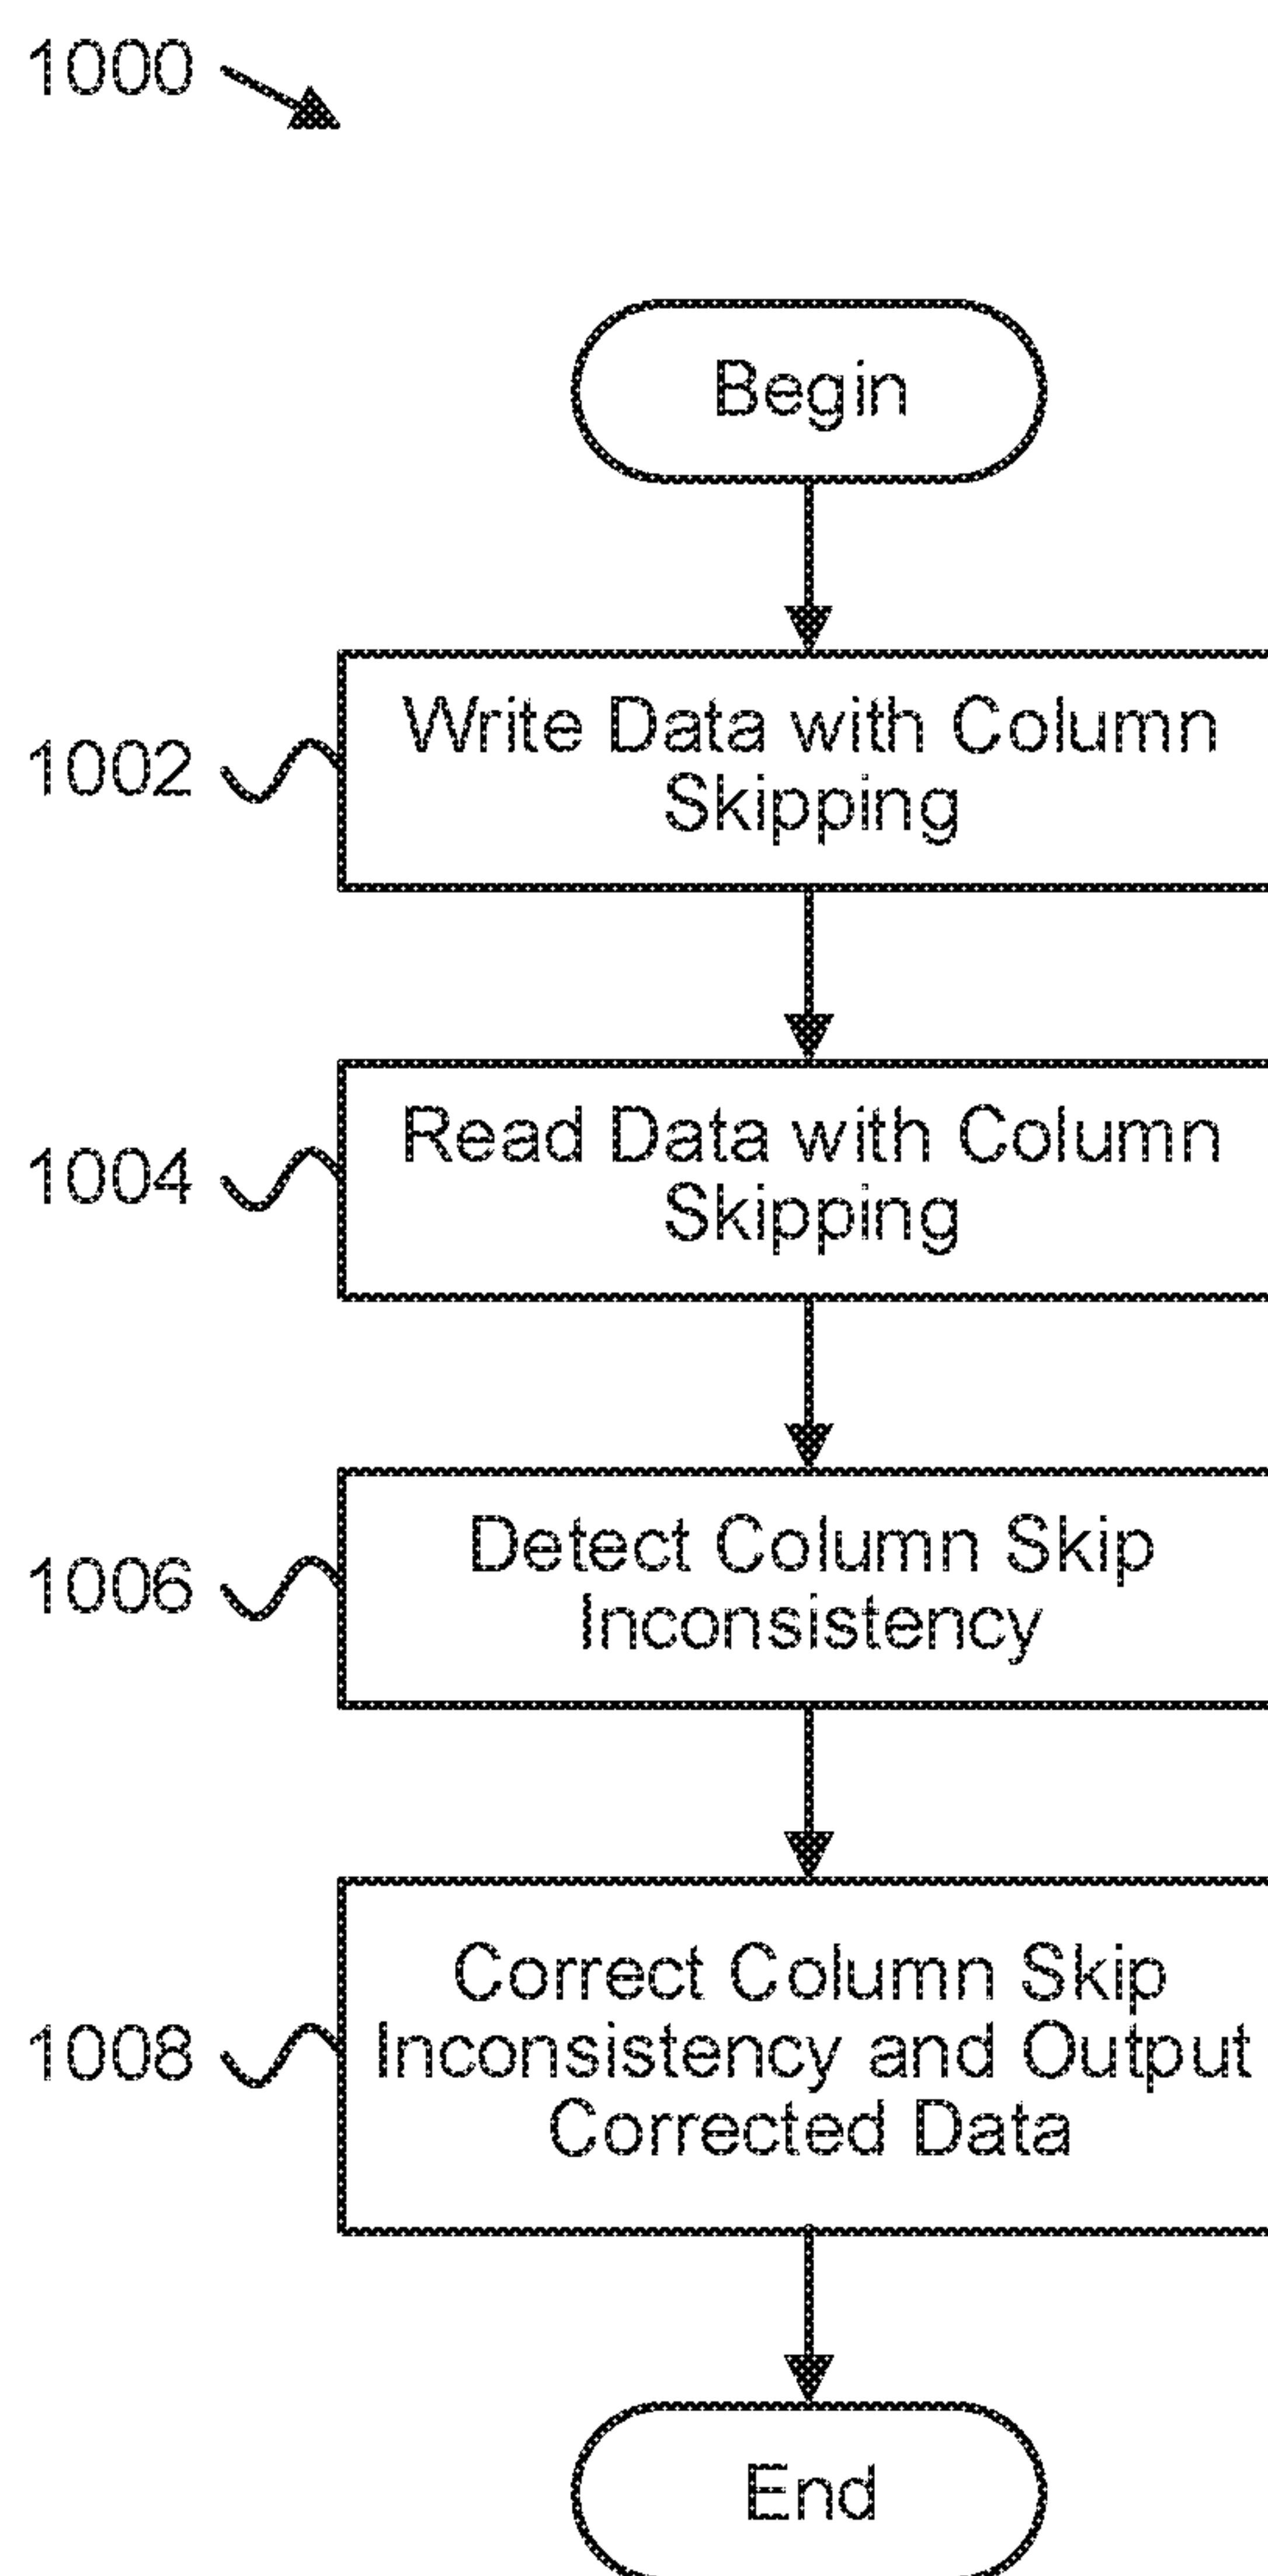 1000
Begin
1002
Write Data with Column
Skipping
1004
Read Data with Column
Skipping
1006
Detect Column Skip
Inconsistency
1008
Correct Column Skip
Inconsistency and Output
Corrected Data
End